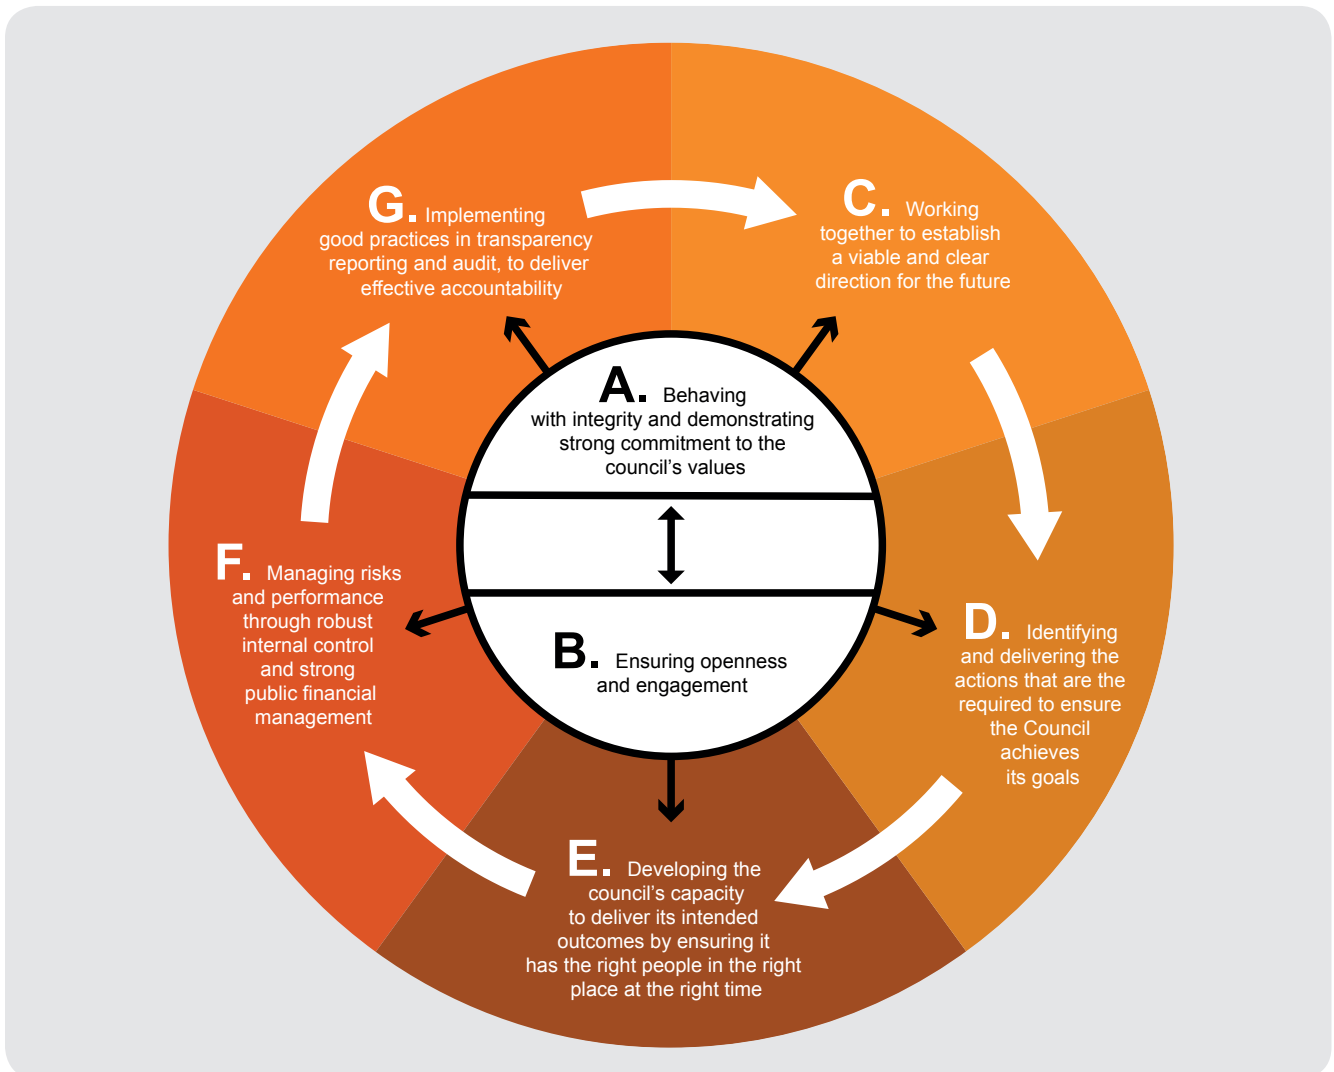 A. Behaving
with integrity and demonstrating
strong commitment to the
council's values
B. Ensuring openness
and engagement
C. Working
together to establish
a viable and clear
direction for the future
D. Identifying
and delivering the
actions that are the
required to ensure
the Council
achieves
its goals
E. Developing the
council's capacity
to deliver its intended
outcomes by ensuring it
has the right people in the right
place at the right time
F. Managing risks
and performance
through robust
internal control
and strong
public financial
management
G. Implementing
good practices in transparency
reporting and audit, to deliver
effective accountability